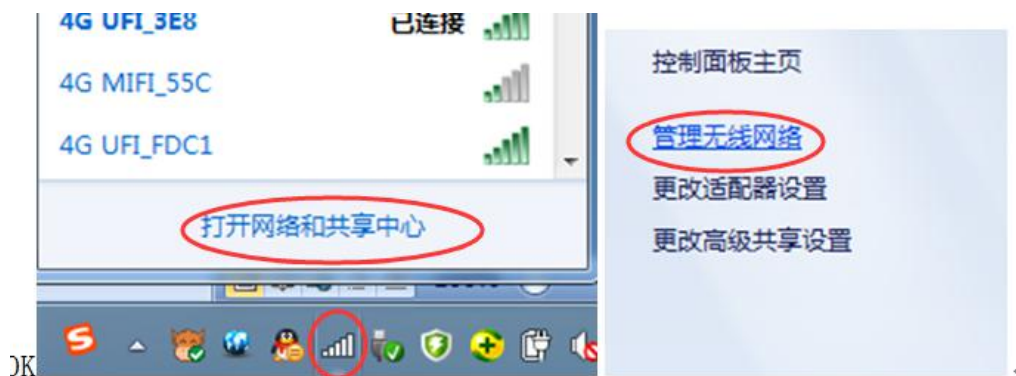 4G UFI_3E8 已连接
4G MIFI_55C
4G UFI_FDC1
打开网络和共享中心
控制面板主页
管理无线网络
更改适配器设置
更改高级共享设置
OK